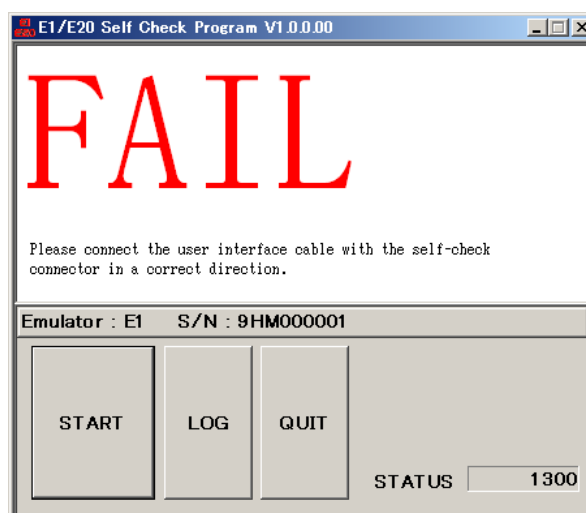 E1/E20 Self Check Program V1.0.0.00
FAIL
Please connect the user interface cable with the self-check
connector in a correct direction.
Emulator : E1 S/N : 9HM000001
START LOG QUIT
STATUS 1300